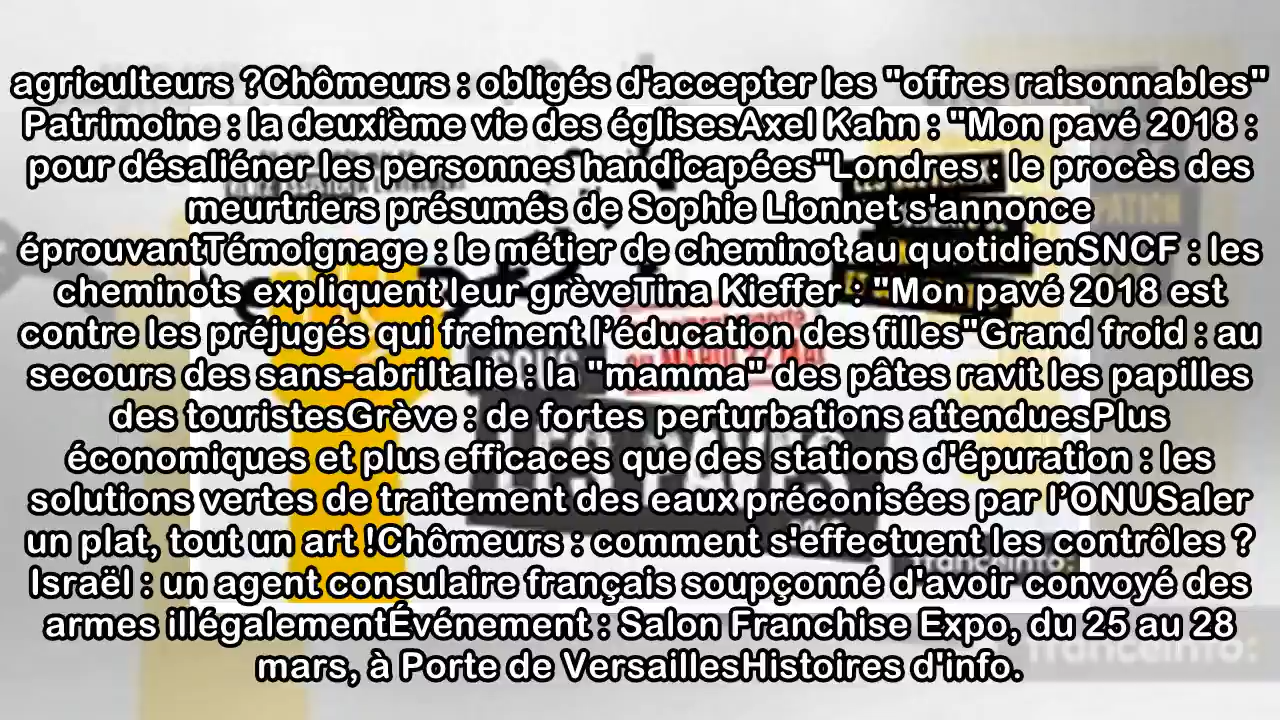 agriculteurs ?Chômeurs : obligés d'accepter les "offres raisonnables"
Patrimoine : la deuxième vie des églisesAxel Kahn : "Mon pavé 2018 :
pour désaliéner les personnes handicapées"Londres : le procès des
meurtriers présumés de Sophie Lionnet s'annonce
éprouvantTémoignage : le métier de cheminot au quotidienSNCF : les
cheminots expliquent leur grèveTina Kieffer : "Mon pavé 2018 est
contre les préjugés qui freinent l’éducation des filles"Grand froid : au
secours des sans-abriItalie : la "mamma" des pâtes ravit les papilles
des touristesGrève : de fortes perturbations attenduesPlus
économiques et plus efficaces que des stations d'épuration : les
solutions vertes de traitement des eaux préconisées par l’ONUSaler
un plat, tout un art !Chômeurs : comment s'effectuent les contrôles ?
Israël : un agent consulaire français soupçonné d'avoir convoyé des
armes illégalementÉvénement : Salon Franchise Expo, du 25 au 28
mars, à Porte de VersaillesHistoires d'info.
franceinfo:
franceinfo: